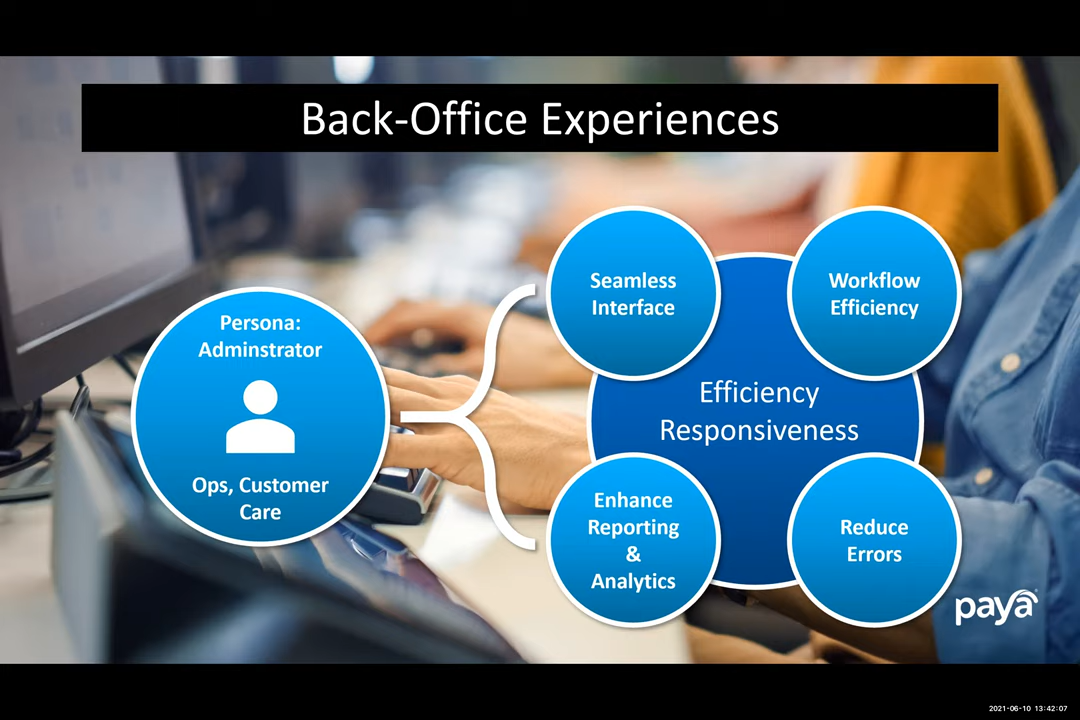 Back-Office Experiences
Persona:
Adminstrator
Ops, Customer
Care
Seamless
Interface
Workflow
Efficiency
Efficiency
Responsiveness
Enhance
Reporting
&
Analytics
Reduce
Errors
paya
2021-06-10 13:42:07